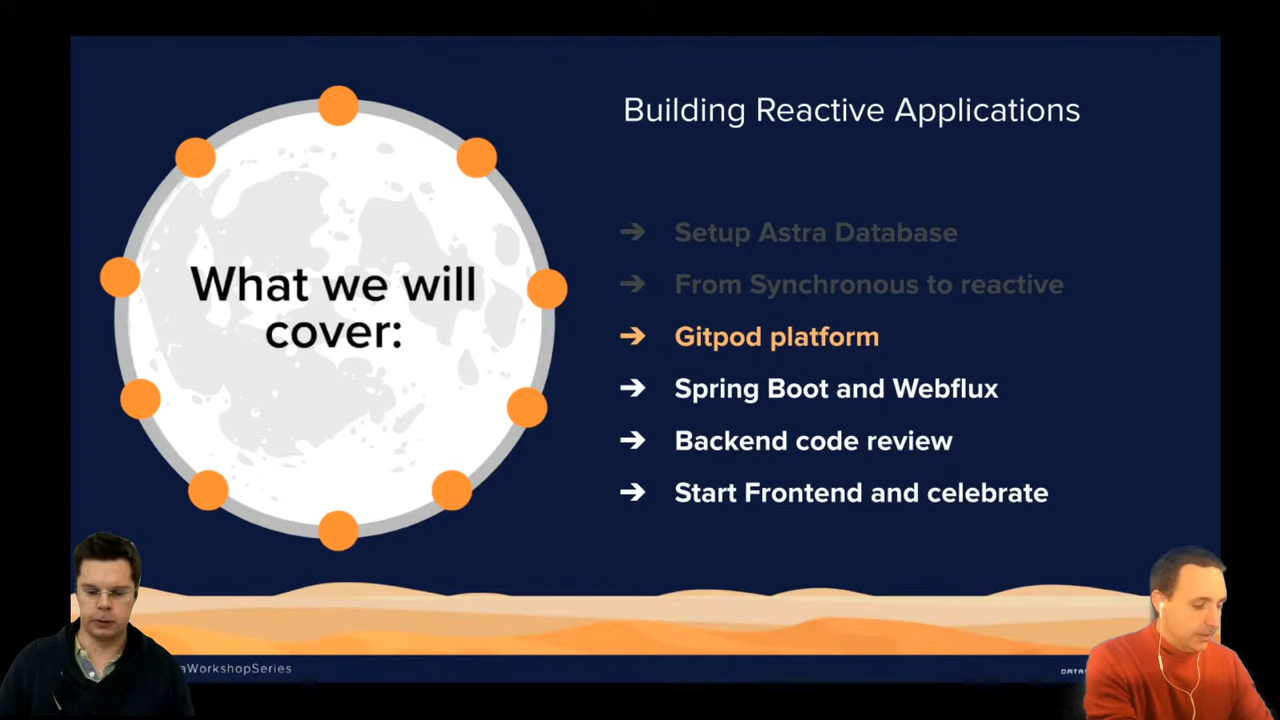 Building Reactive Applications
What we will
cover:
➔ Setup Astra Database
➔ From Synchronous to reactive
➔ Gitpod platform
➔ Spring Boot and Webflux
➔ Backend code review
➔ Start Frontend and celebrate
aWorkshopSeries
DATAS